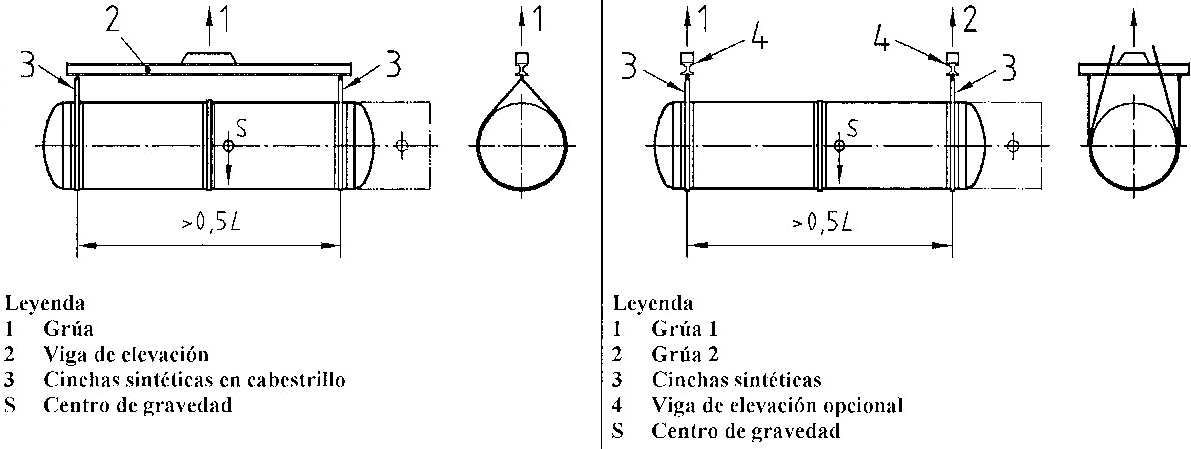 1
2
3
3
S
>0,5L
1
Leyenda
1 Grúa
2 Viga de elevación
3 Cinchas sintéticas en cabestrillo
S Centro de gravedad
1
4
4
2
3
3
S
>0,5L
Leyenda
1 Grúa 1
2 Grúa 2
3 Cinchas sintéticas
4 Viga de elevación opcional
S Centro de gravedad